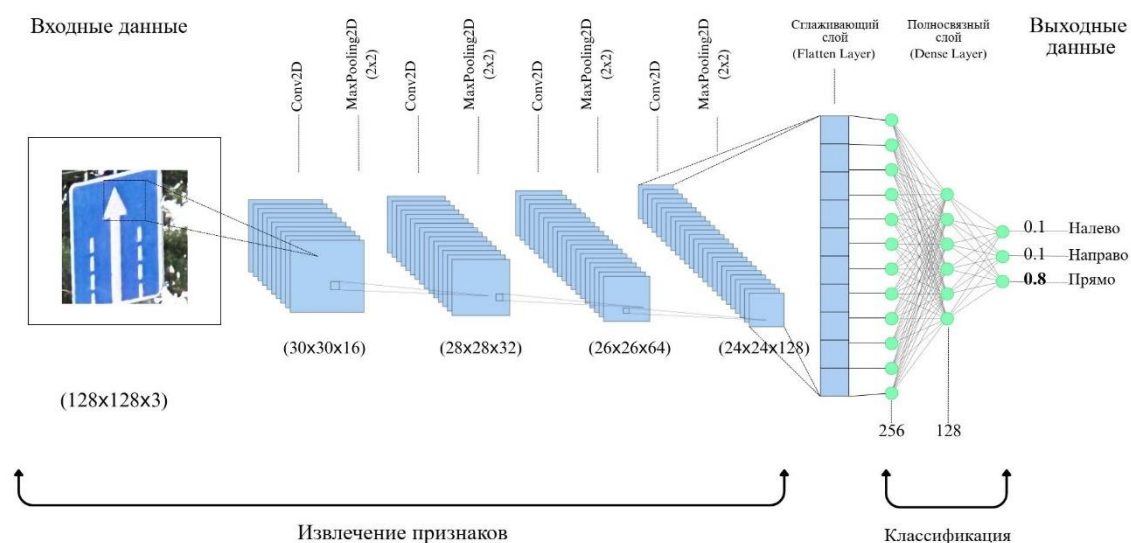 Входные данные
Conv2D
MaxPooling2D
(2x2)
Conv2D
MaxPooling2D
(2x2)
Conv2D
MaxPooling2D
(2x2)
Conv2D
MaxPooling2D
(2x2)
Сглаживающий
слой
(Flatten Layer)
Полносвязный
слой
(Dense Layer)
Выходные
данные
0.1 Налево
0.1 Направо
0.8 Прямо
(30x30x16)
(28x28x32)
(26x26x64)
(24x24x128)
(128x128x3)
256
128
Извлечение признаков
Классификация